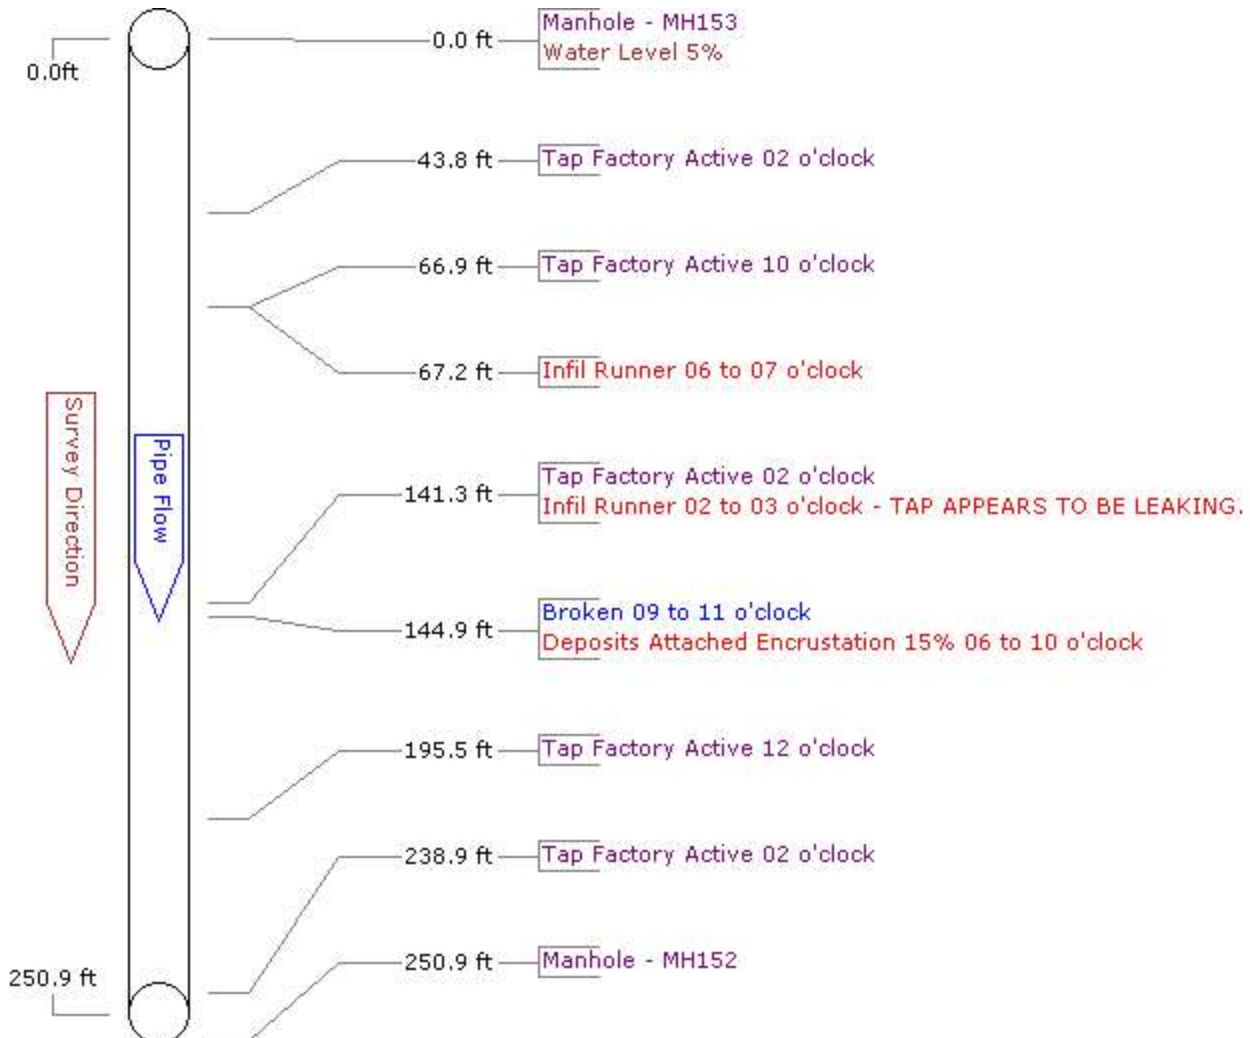 0.0ft
0.0 ft
Manhole - MH153
Water Level 5%
43.8 ft
Tap Factory Active 02 o'clock
66.9 ft
Tap Factory Active 10 o'clock
67.2 ft
Infil Runner 06 to 07 o'clock
Survey Direction
Pipe Flow
141.3 ft
Tap Factory Active 02 o'clock
Infil Runner 02 to 03 o'clock - TAP APPEARS TO BE LEAKING.
144.9 ft
Broken 09 to 11 o'clock
Deposits Attached Encrustation 15% 06 to 10 o'clock
195.5 ft
Tap Factory Active 12 o'clock
238.9 ft
Tap Factory Active 02 o'clock
250.9 ft
Manhole - MH152
250.9 ft